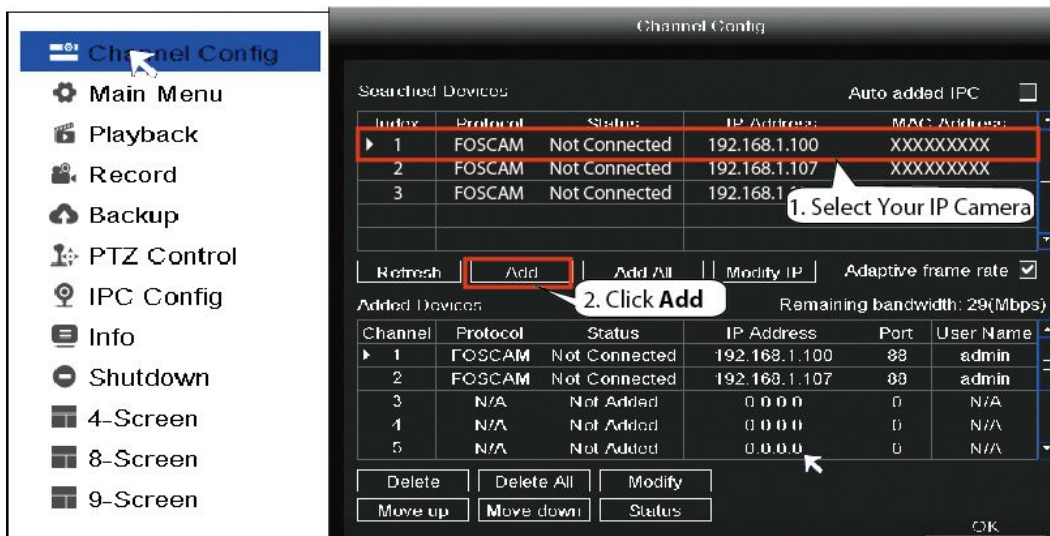 Channel Config
Main Menu
Playback
Record
Backup
PTZ Control
IPC Config
Info
Shutdown
4-Screen
8-Screen
9-Screen
Channel Config
Searched Devices Auto added IPC
Index Protocol Status IP Address MAC Address
1 FOSCAM Not Connected 192.168.1.100 XXXXXXXXX
2 FOSCAM Not Connected 192.168.1.107 XXXXXXXXX
3 FOSCAM Not Connected 192.168.1
1. Select Your IP Camera
Refresh Add Add All Modify IP Adaptive frame rate
2. Click Add
Added Devices Remaining bandwidth: 29(Mbps)
Channel Protocol Status IP Address Port User Name
1 FOSCAM Not Connected 192.168.1.100 88 admin
2 FOSCAM Not Connected 192.168.1.107 88 admin
3 N/A Not Added 0.0.0.0 0 N/A
4 N/A Not Added 0.0.0.0 0 N/A
5 N/A Not Added 0.0.0.0 0 N/A
Delete Delete All Modify
Move up Move down Status
OK